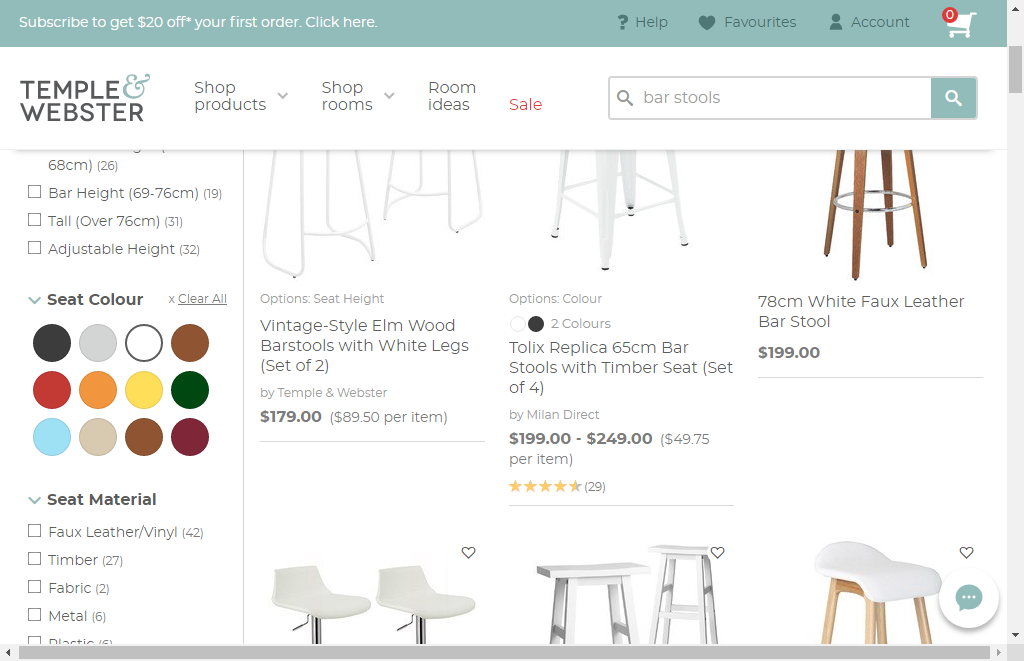 Subscribe to get $20 off* your first order. Click here.
Help
Favourites
Account
0
TEMPLE &
WEBSTER
Shop
products
Shop
rooms
Room
ideas
Sale
bar stools
68cm) (26)
Bar Height (69-76cm) (19)
Tall (Over 76cm) (31)
Adjustable Height (32)
Seat Colour
x Clear All
Seat Material
Faux Leather/Vinyl (42)
Timber (27)
Fabric (2)
Metal (6)
Plastic (6)
Options: Seat Height
Vintage-Style Elm Wood
Barstools with White Legs
(Set of 2)
by Temple & Webster
$179.00 ($89.50 per item)
Options: Colour
2 Colours
Tolix Replica 65cm Bar
Stools with Timber Seat (Set
of 4)
by Milan Direct
$199.00 - $249.00 ($49.75
per item)
(29)
78cm White Faux Leather
Bar Stool
$199.00